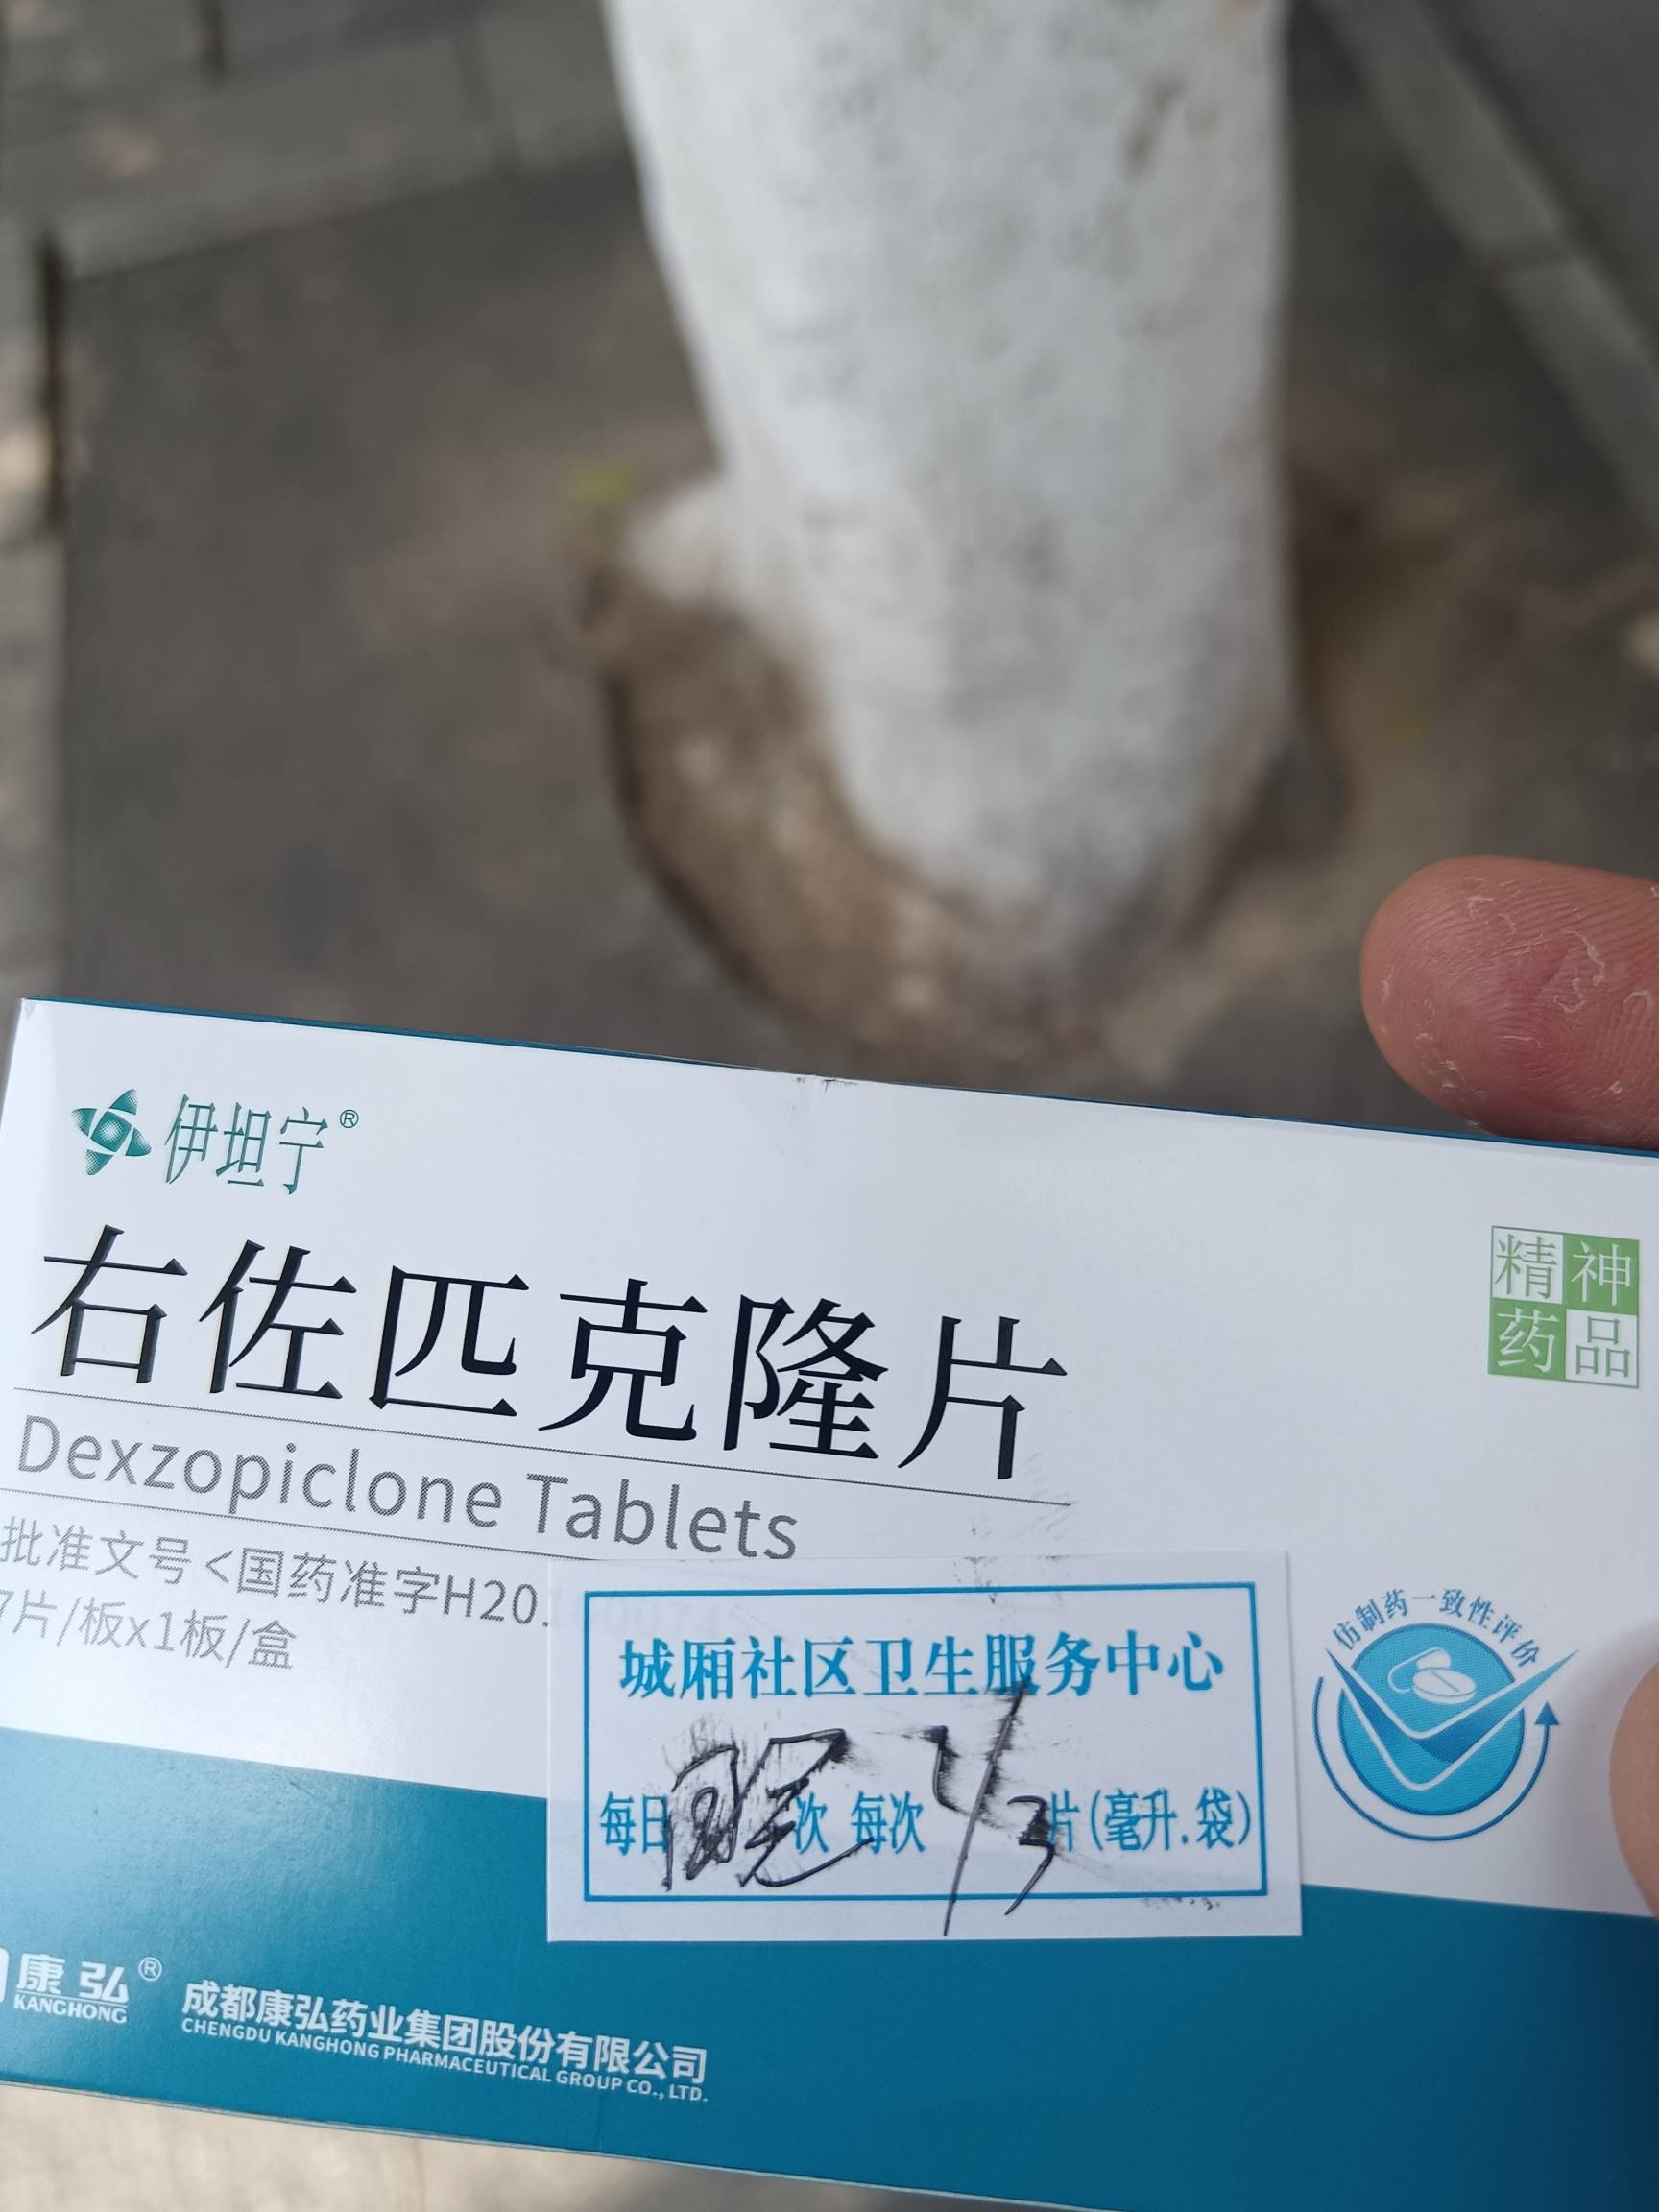 伊坦宁®
精神
药品
右佐匹克隆片
Dexzopiclone Tablets
批准文号<国药准字H20
7片/板x1板/盒
仿制药一致性评价
城厢社区卫生服务中心
每日 晚 次 每次 1/3 片(毫升.袋)
康弘®
KANGHONG
成都康弘药业集团股份有限公司
CHENGDU KANGHONG PHARMACEUTICAL GROUP CO., LTD.